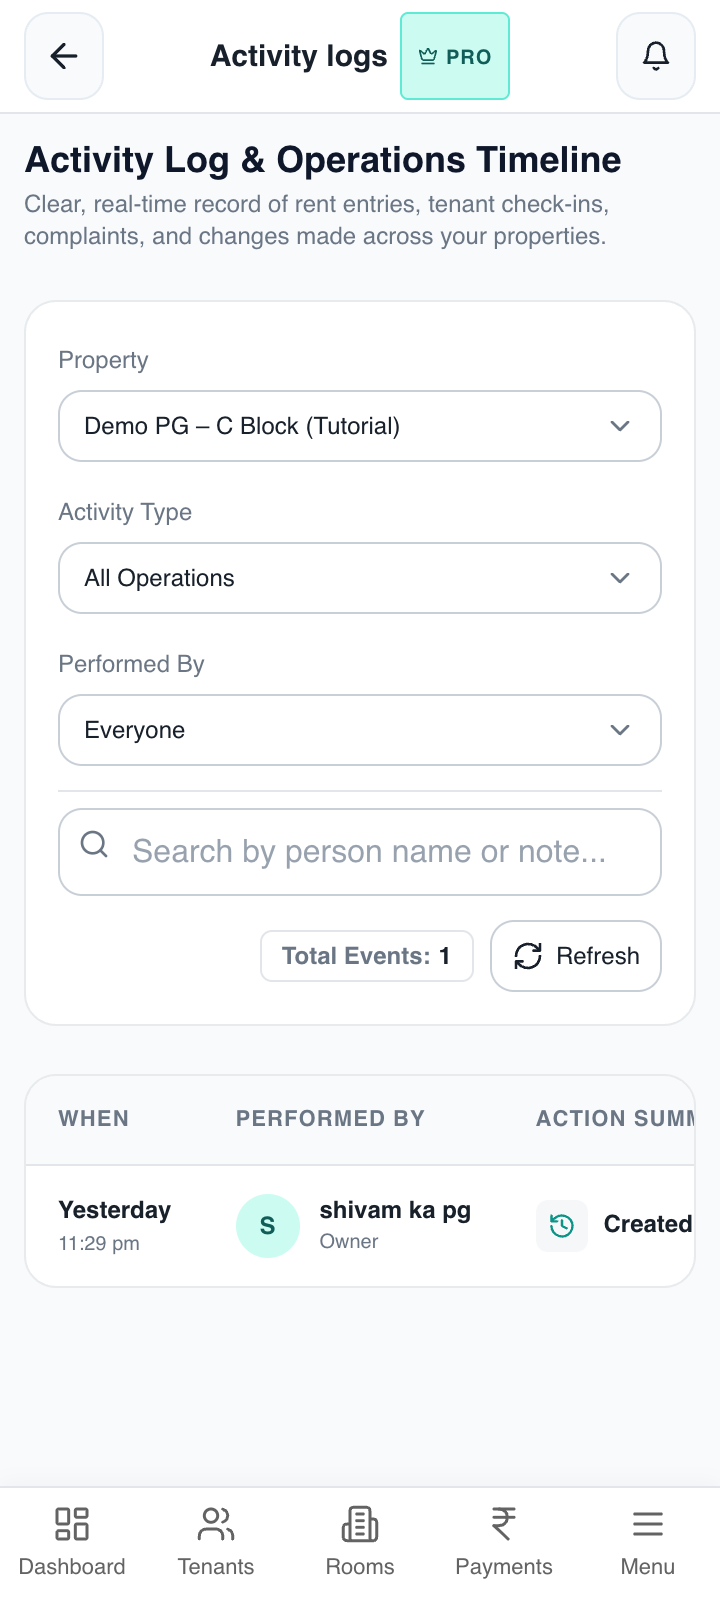 Activity logs PRO
Activity Log & Operations Timeline
Clear, real-time record of rent entries, tenant check-ins,
complaints, and changes made across your properties.
Property
Demo PG – C Block (Tutorial)
Activity Type
All Operations
Performed By
Everyone
Search by person name or note...
Total Events: 1 Refresh
WHEN PERFORMED BY ACTION SUMM
Yesterday shivam ka pg Created
11:29 pm Owner
S
Dashboard Tenants Rooms Payments Menu